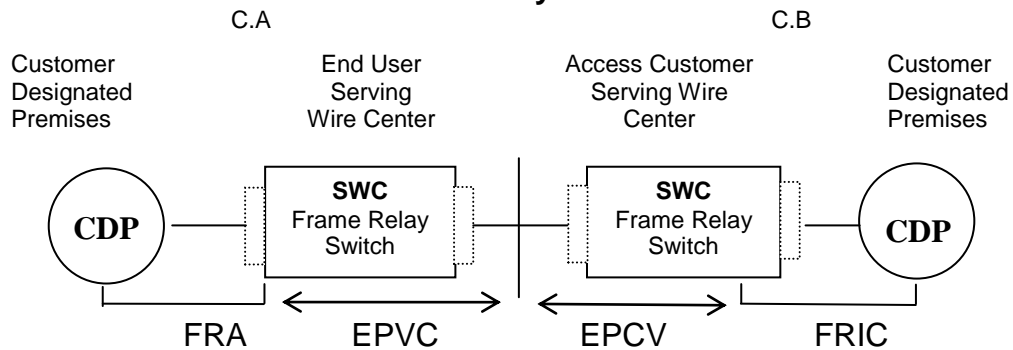 C.A
C.B
Customer
Designated
Premises
End User
Serving
Wire Center
Access Customer
Serving Wire
Center
Customer
Designated
Premises
CDP
SWC
Frame Relay
Switch
SWC
Frame Relay
Switch
CDP
FRA
EPVC
EPCV
FRIC